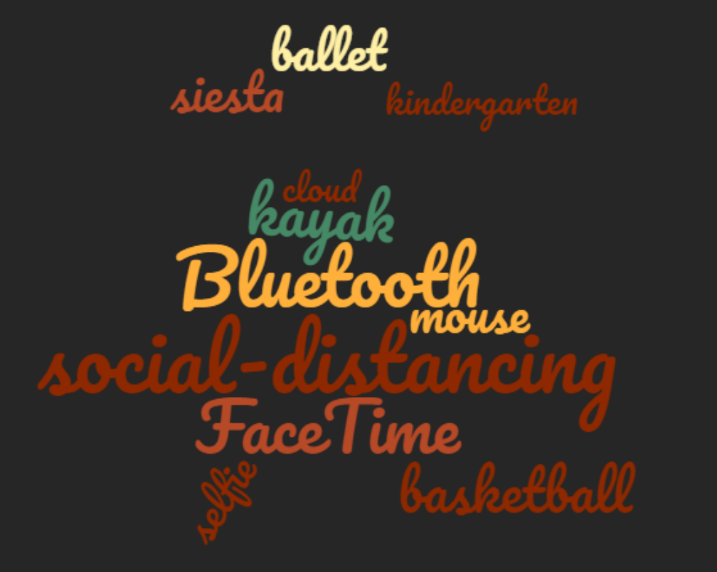 ballet
siesta
kindergarten
cloud
kayak
Bluetooth
mouse
social-distancing
FaceTime
selfie
basketball